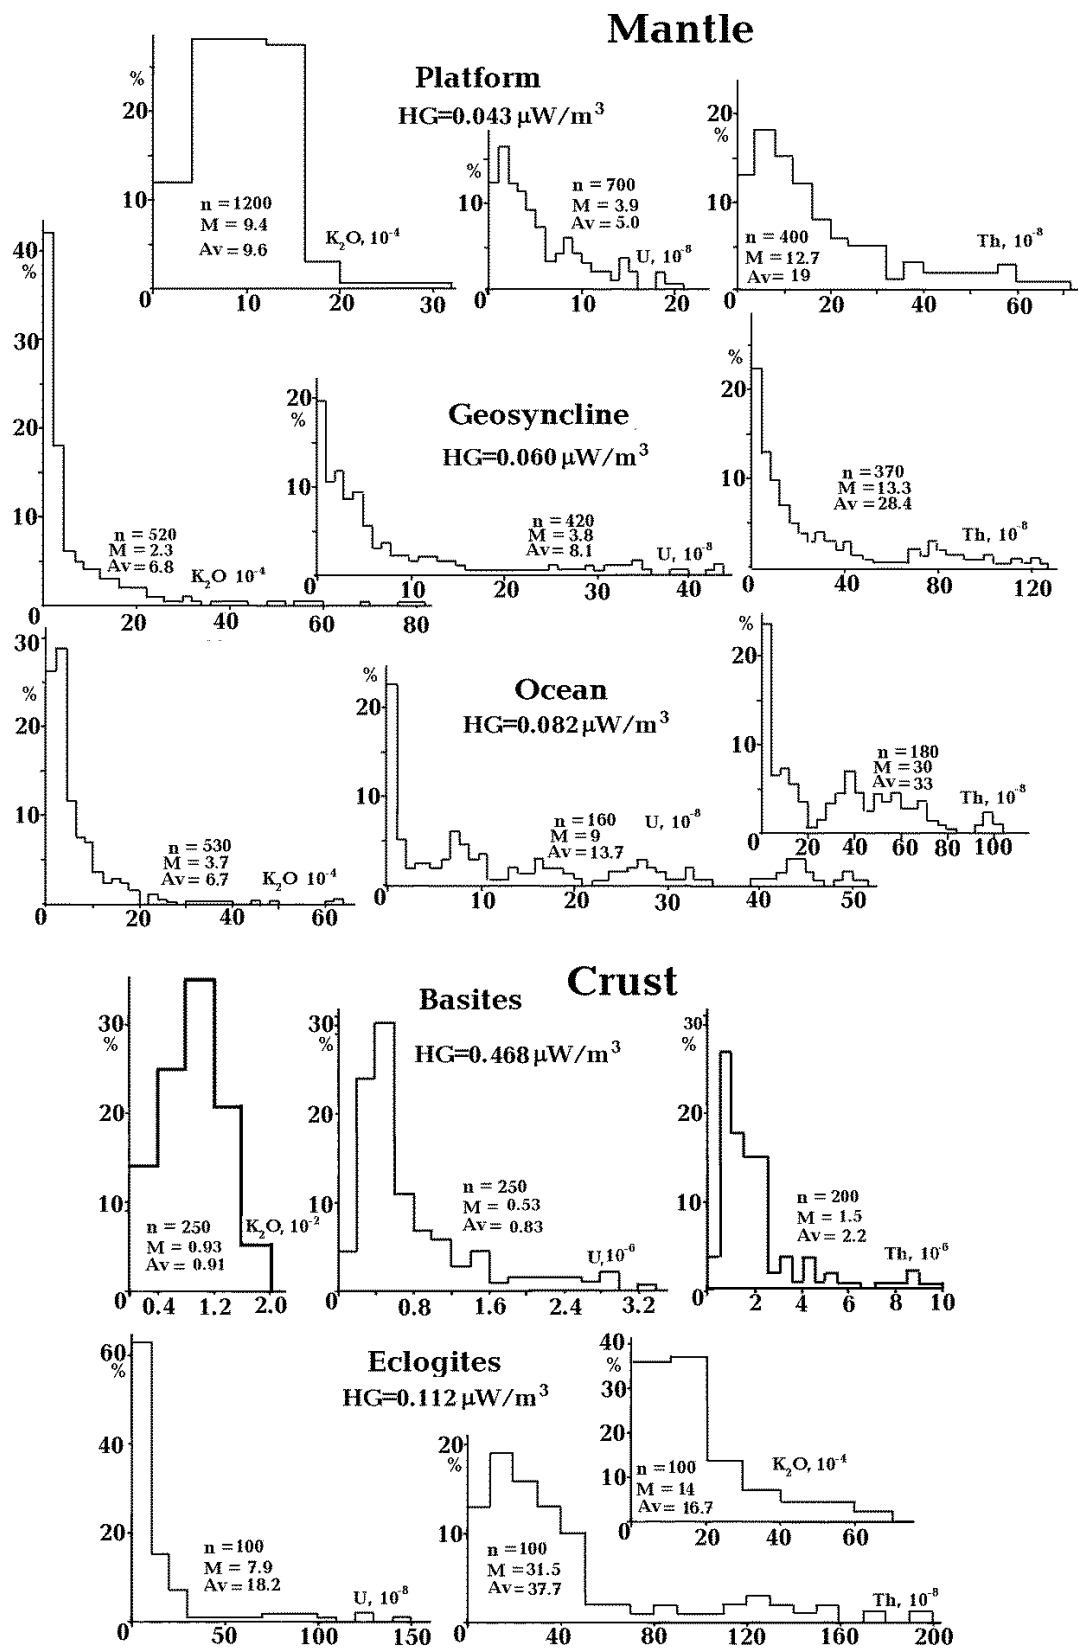 Mantle
Platform
HG=0.043 μW/m³
%
20
10
n = 1200
M = 9.4
Av = 9.6
K₂O, 10⁻⁴
0 10 20 30
%
10
n = 700
M = 3.9
Av = 5.0
U, 10⁻⁸
0 10 20
20
%
10
n = 400
M = 12.7
Av = 19
Th, 10⁻⁸
0 20 40 60
Geosyncline
HG=0.060 μW/m³
40
%
30
20
10
n = 520
M = 2.3
Av = 6.8
K₂O 10⁻⁴
0 20 40 60 80
20
%
10
n = 420
M = 3.8
Av = 8.1
U, 10⁻⁸
0 10 20 30 40
%
20
10
n = 370
M = 13.3
Av = 28.4
Th, 10⁻⁸
0 40 80 120
Ocean
HG=0.082 μW/m³
30
%
20
10
n = 530
M = 3.7
Av = 6.7
K₂O 10⁻⁴
0 20 40 60
%
20
10
n = 160
M = 9
Av = 13.7
U, 10⁻⁸
0 10 20 30 40 50
%
20
10
n = 180
M = 30
Av = 33
Th, 10⁻⁸
0 20 40 60 80 100
Crust
Basites
HG=0.468 μW/m³
30
%
20
10
n = 250
M = 0.93
Av = 0.91
K₂O, 10⁻²
0 0.4 1.2 2.0
30
%
20
10
n = 250
M = 0.53
Av = 0.83
U, 10⁻⁶
0 0.8 1.6 2.4 3.2
30
%
20
10
n = 200
M = 1.5
Av = 2.2
Th, 10⁻⁶
0 2 4 6 8 10
Eclogites
HG=0.112 μW/m³
60
%
40
20
n = 100
M = 7.9
Av = 18.2
U, 10⁻⁸
0 50 100 150
20
%
10
n = 100
M = 31.5
Av = 37.7
Th, 10⁻⁸
0 40 80 120 160 200
40
%
30
20
10
n = 100
M = 14
Av = 16.7
K₂O, 10⁻⁴
0 20 40 60